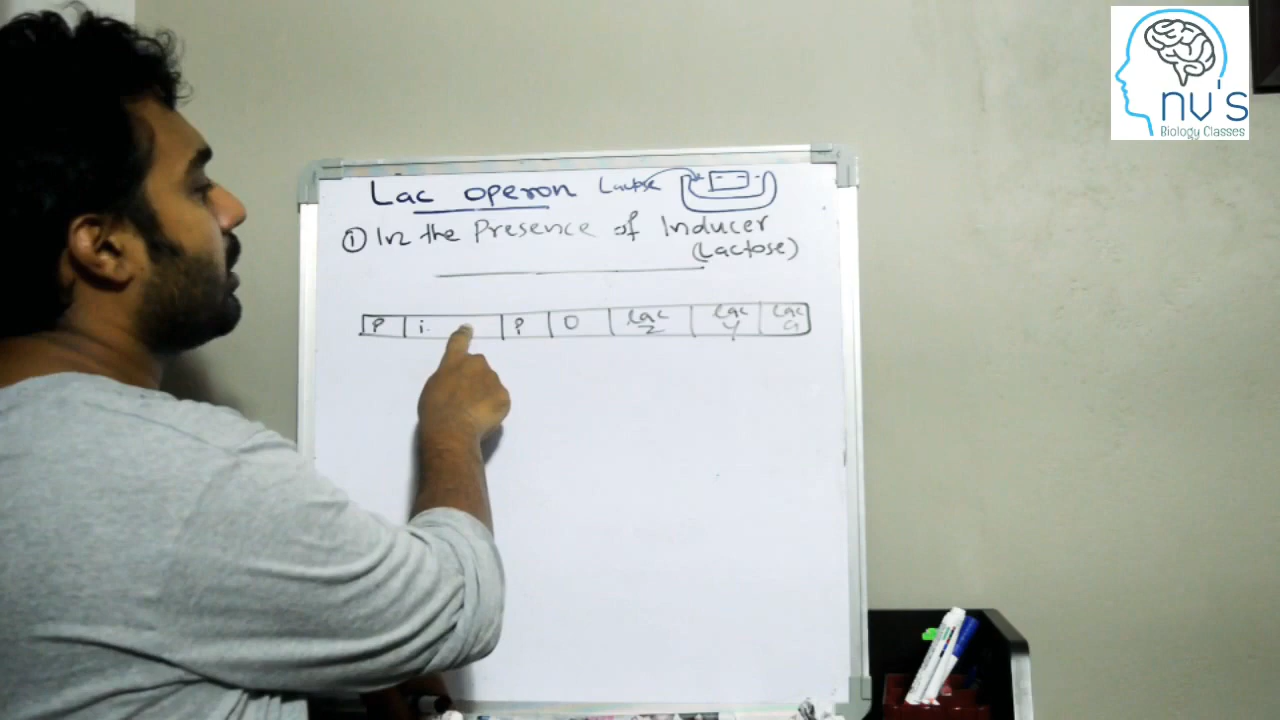 nv's
Biology Classes
Lac operon Lactose
① In the Presence of Inducer
(Lactose)
P i P O lac z lac y lac a